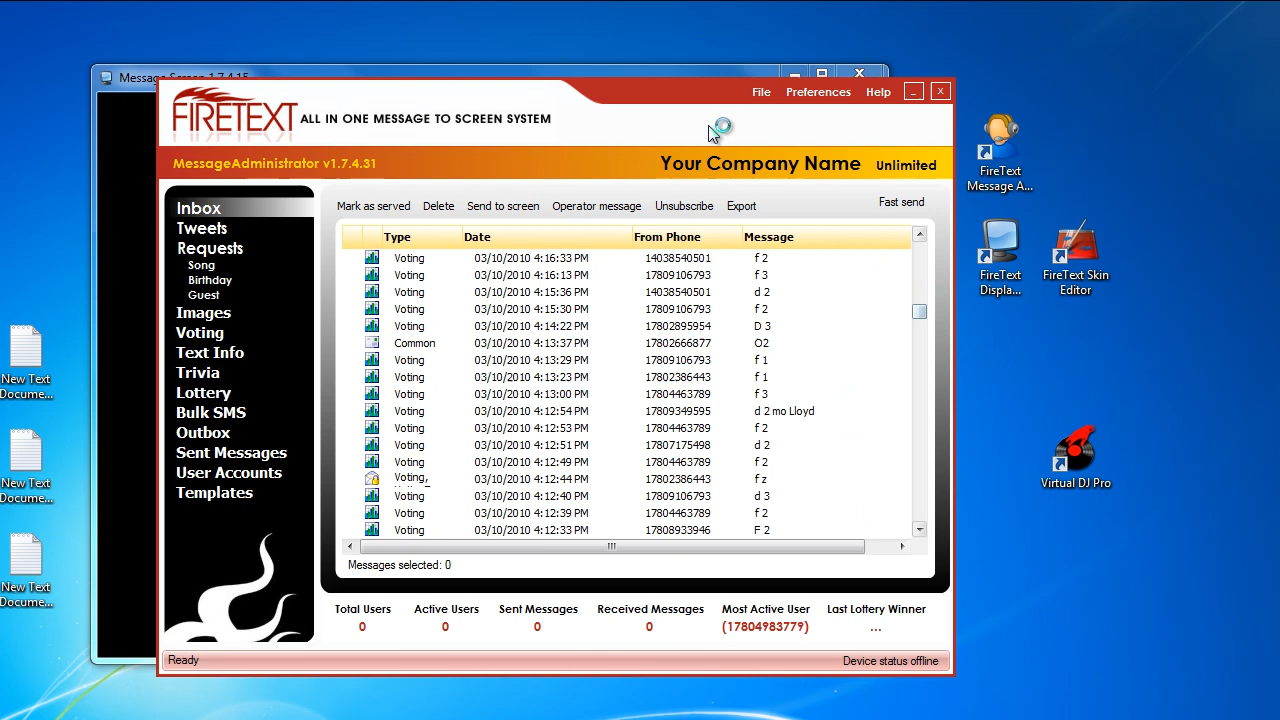 Message Screen 1.7.4.15
FIRETEXT ALL IN ONE MESSAGE TO SCREEN SYSTEM
File Preferences Help
MessageAdministrator v1.7.4.31
Your Company Name Unlimited
Inbox
Tweets
Requests
Song
Birthday
Guest
Images
Voting
Text Info
Trivia
Lottery
Bulk SMS
Outbox
Sent Messages
User Accounts
Templates
Mark as served Delete Send to screen Operator message Unsubscribe Export Fast send
Type Date From Phone Message
Voting 03/10/2010 4:16:33 PM 14038540501 f 2
Voting 03/10/2010 4:16:13 PM 17809106793 f 3
Voting 03/10/2010 4:15:36 PM 14038540501 d 2
Voting 03/10/2010 4:15:30 PM 17809106793 f 2
Voting 03/10/2010 4:14:22 PM 17802895954 D 3
Common 03/10/2010 4:13:37 PM 17802666877 O2
Voting 03/10/2010 4:13:29 PM 17809106793 f 1
Voting 03/10/2010 4:13:23 PM 17802386443 f 1
Voting 03/10/2010 4:13:00 PM 17804463789 f 3
Voting 03/10/2010 4:12:54 PM 17809349595 d 2 mo Lloyd
Voting 03/10/2010 4:12:53 PM 17804463789 f 2
Voting 03/10/2010 4:12:51 PM 17807175498 d 2
Voting 03/10/2010 4:12:49 PM 17804463789 f 2
Voting, 03/10/2010 4:12:44 PM 17802386443 f z
Voting 03/10/2010 4:12:40 PM 17809106793 d 3
Voting 03/10/2010 4:12:39 PM 17804463789 f 2
Voting 03/10/2010 4:12:33 PM 17808933946 F 2
Messages selected: 0
Total Users Active Users Sent Messages Received Messages Most Active User Last Lottery Winner
0 0 0 0 (17804983779) ...
Ready Device status offline
FireText
Message A...
FireText
Displa...
FireText Skin
Editor
Virtual DJ Pro
New Text
Docume...
New Text
Docume...
New Text
Docume...